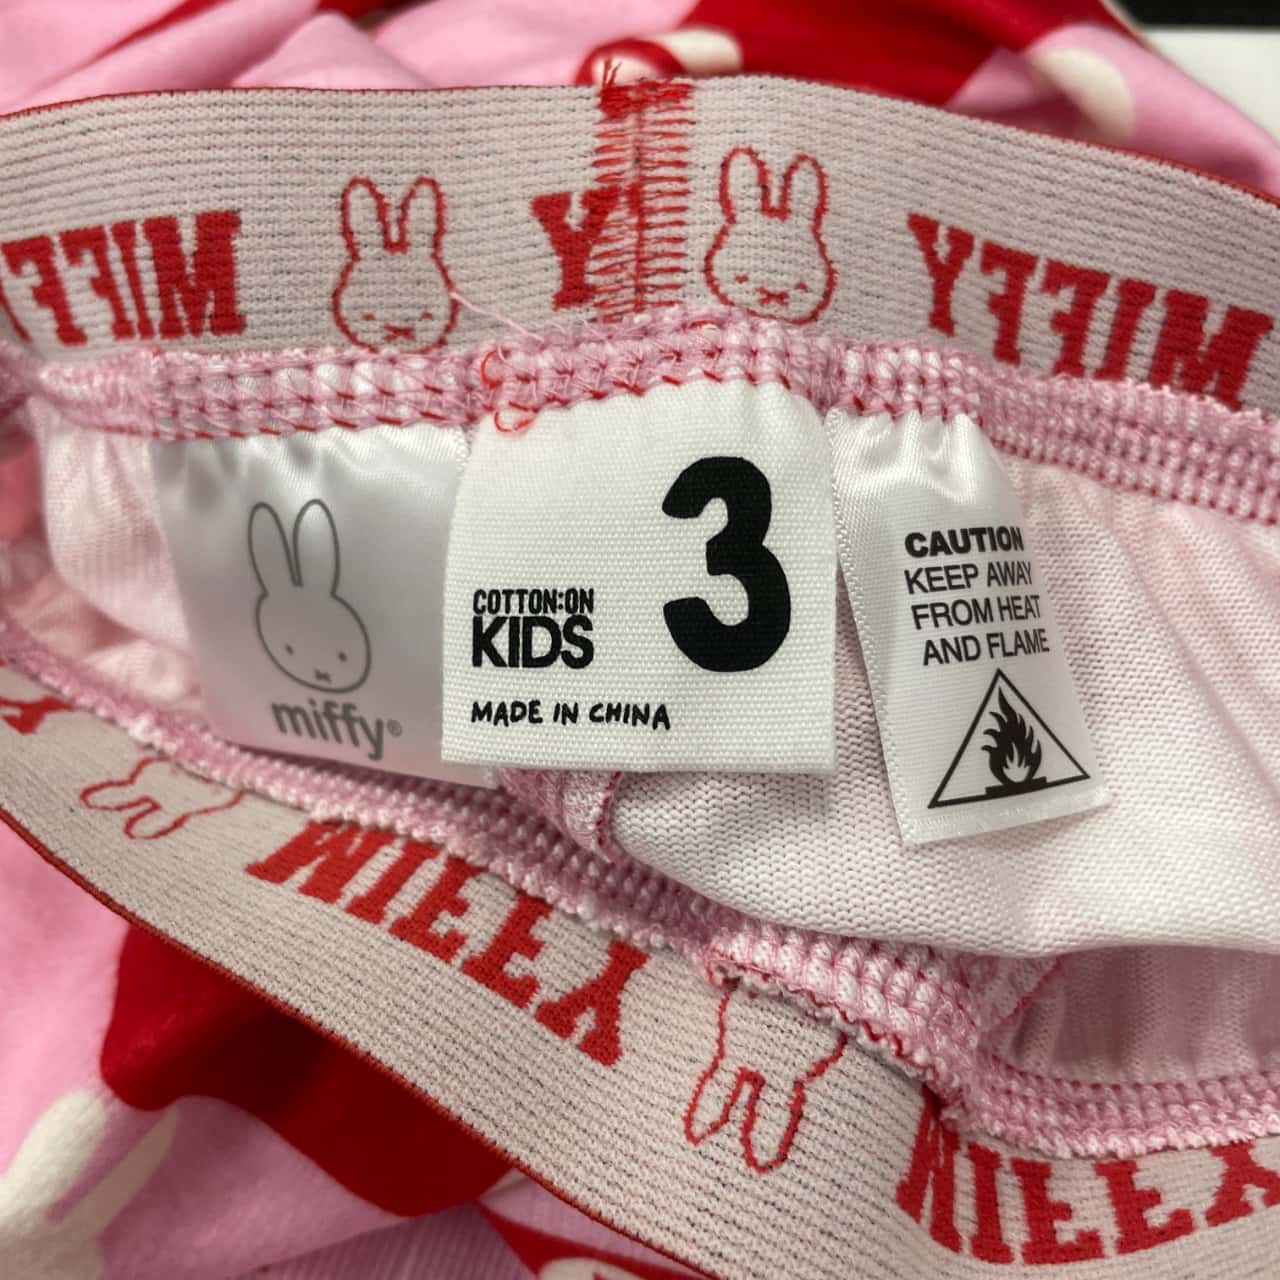 MIFFY
Y
MIFFY
miffy®
COTTON:ON
KIDS
3
MADE IN CHINA
CAUTION
KEEP AWAY
FROM HEAT
AND FLAME
MIFFY
MIFFY